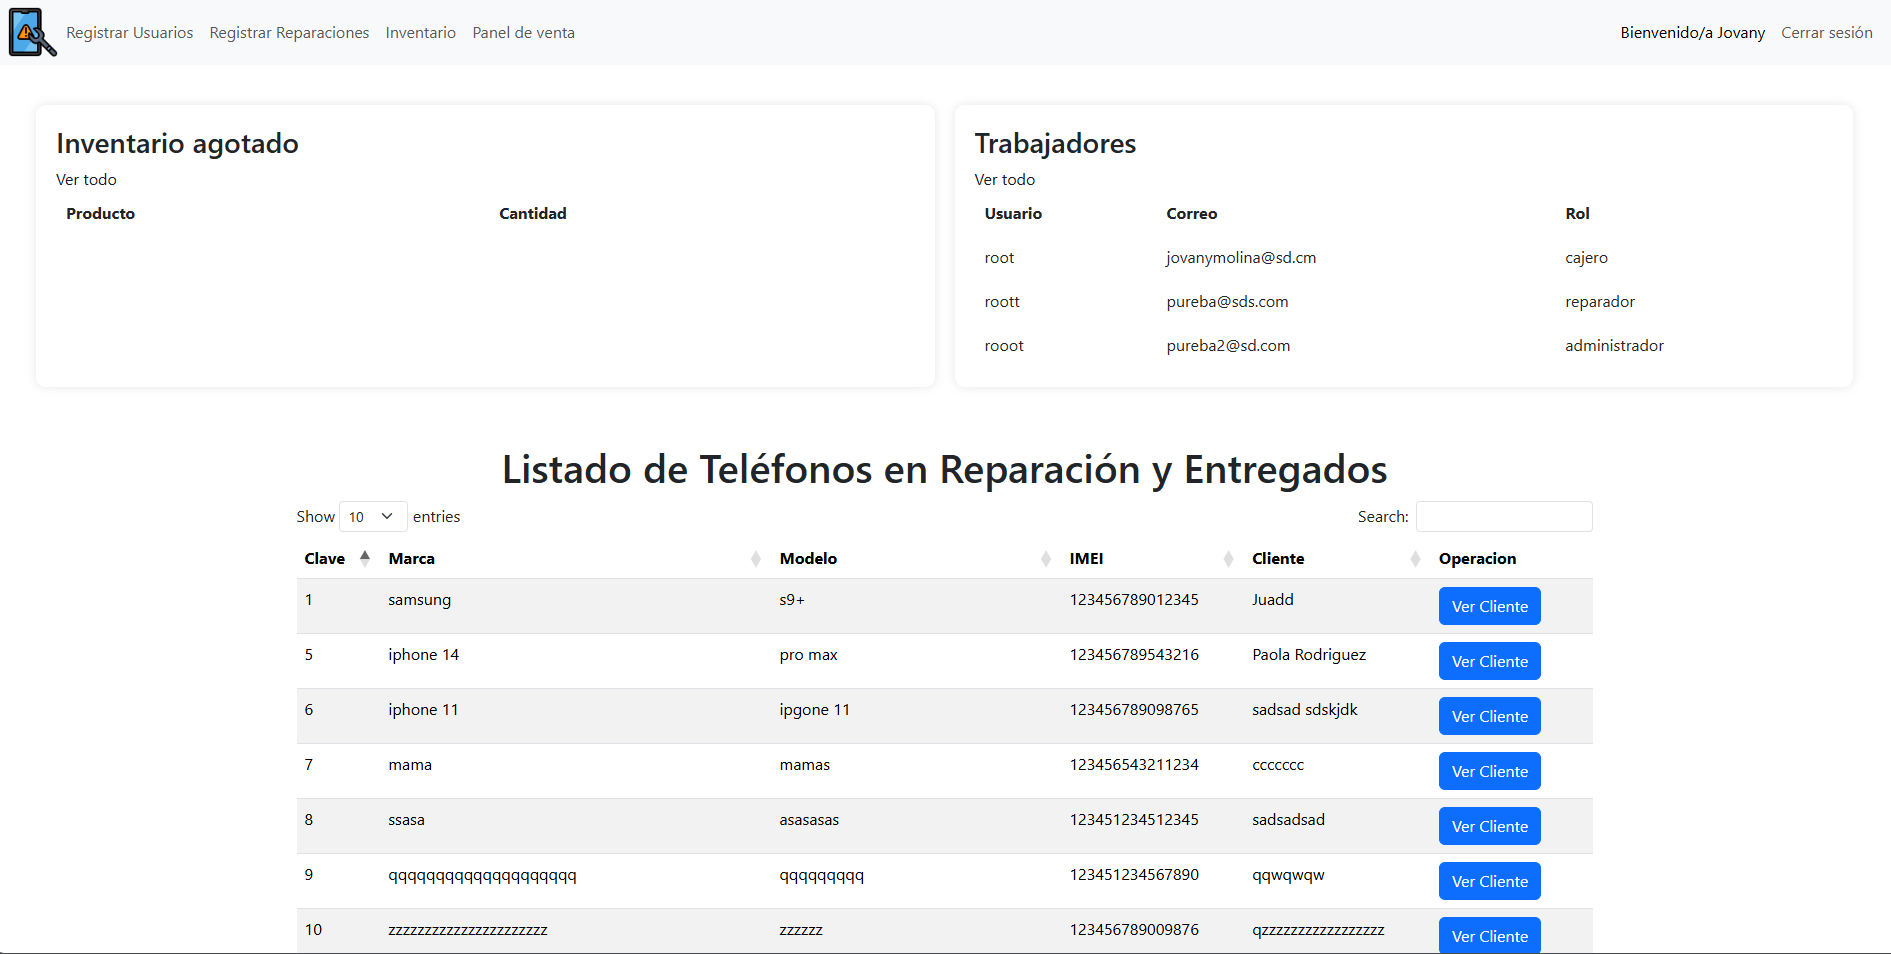 Registrar Usuarios Registrar Reparaciones Inventario Panel de venta Bienvenido/a Jovany Cerrar sesión
Inventario agotado
Ver todo
Producto Cantidad
Trabajadores
Ver todo
Usuario Correo Rol
root jovanymolina@sd.cm cajero
roott pureba@sds.com reparador
rooot pureba2@sd.com administrador
Listado de Teléfonos en Reparación y Entregados
Show 10 entries Search:
Clave Marca Modelo IMEI Cliente Operacion
1 samsung s9+ 123456789012345 Juadd Ver Cliente
5 iphone 14 pro max 123456789543216 Paola Rodriguez Ver Cliente
6 iphone 11 ipgone 11 123456789098765 sadsad sdskjdk Ver Cliente
7 mama mamas 123456543211234 ccccccc Ver Cliente
8 ssasa asasasas 123451234512345 sadsadsad Ver Cliente
9 qqqqqqqqqqqqqqqqqqqq qqqqqqqqq 123451234567890 qqwqwqw Ver Cliente
10 zzzzzzzzzzzzzzzzzzzzzz zzzzzz 123456789009876 qzzzzzzzzzzzzzzzzz Ver Cliente